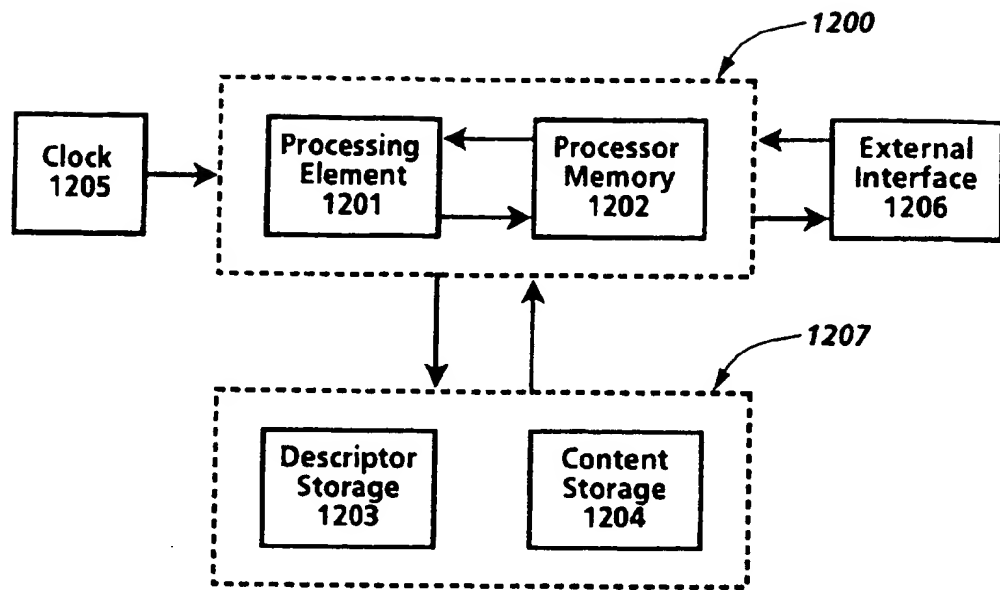 1200
Clock
1205
Processing
Element
1201
Processor
Memory
1202
External
Interface
1206
1207
Descriptor
Storage
1203
Content
Storage
1204